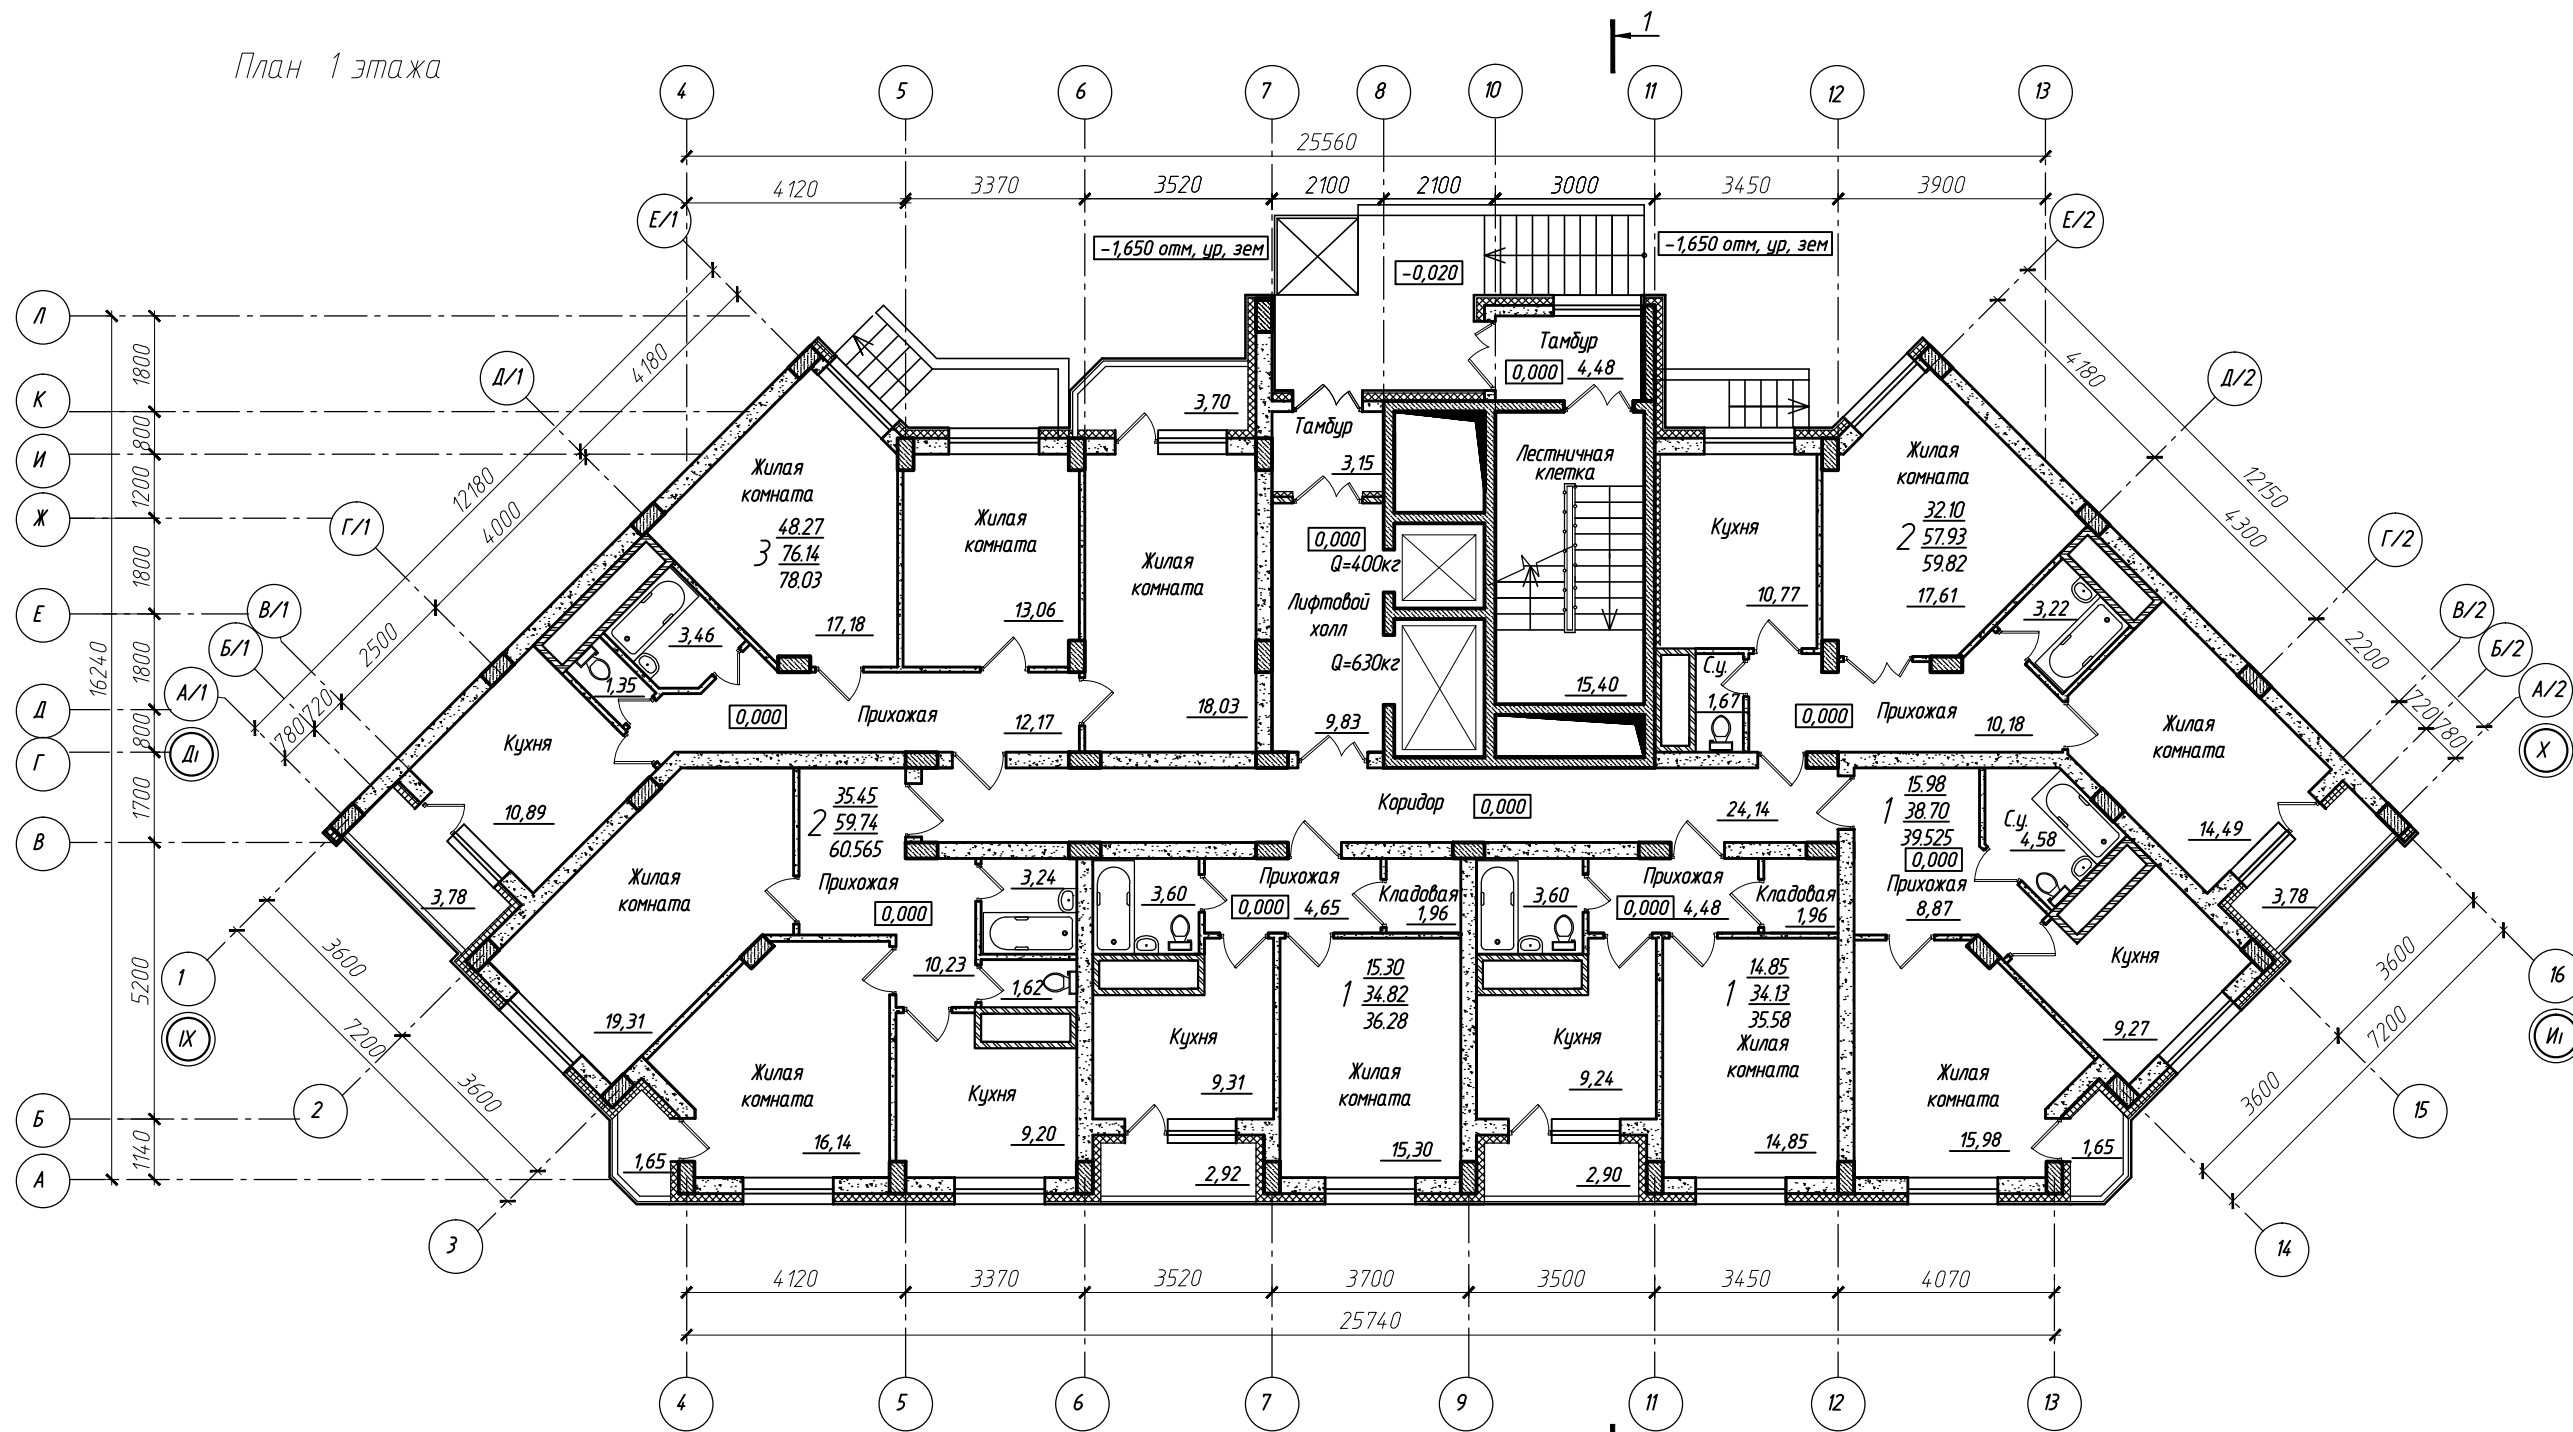 1
План 1 этажа
4 5 6 7 8 10 11 12 13
25560
4120 3370 3520 2100 2100 3000 3450 3900
Е/1 Е/2
-1,650 отм, ур, зем
-0,020
-1,650 отм, ур, зем
Л
К
И
Ж
Е
Д
Г
В
Б
А
1800
800
1200
1800
1800
800
1700
5200
1140
16240
Д/1
Г/1
В/1
Б/1
А/1
Д1
4180
12180
4000
2500
720
780
Д/2
Г/2
В/2
Б/2
А/2
Х
4180
12150
4300
2200
720
780
Жилая
комната
48.27
3 76.14
78.03
17,18
Жилая
комната
13,06
3,70
Жилая
комната
18,03
3,46
1,35
0,000
Прихожая
12,17
Кухня
10,89
3,78
Тамбур
0,000 4,48
Тамбур
3,15
Лестничная
клетка
15,40
0,000
Q=400кг
Лифтовой
холл
Q=630кг
9,83
Кухня
10,77
С.у.
1,67
Жилая
комната
32.10
2 57.93
59.82
17,61
3,22
0,000
Прихожая
10,18
Жилая
комната
14,49
3,78
Коридор 0,000
24,14
35.45
2 59.74
60.565
Прихожая
0,000
10,23
Жилая
комната
19,31
Жилая
комната
16,14
1,65
3,24
1,62
Кухня
9,20
3,60
Прихожая
0,000 4,65
Кладовая
1,96
Кухня
9,31
2,92
15.30
1 34.82
36.28
Жилая
комната
15,30
3,60
Прихожая
0,000 4,48
Кладовая
1,96
Кухня
9,24
2,90
14.85
1 34.13
35.58
Жилая
комната
14,85
15.98
1 38.70
39.525
0,000
Прихожая
8,87
С.у.
4,58
Кухня
9,27
Жилая
комната
15,98
1,65
1
IX
2
3
3600
7200
3600
16
И1
15
14
3600
7200
3600
4120 3370 3520 3700 3500 3450 4070
25740
4 5 6 7 9 11 12 13